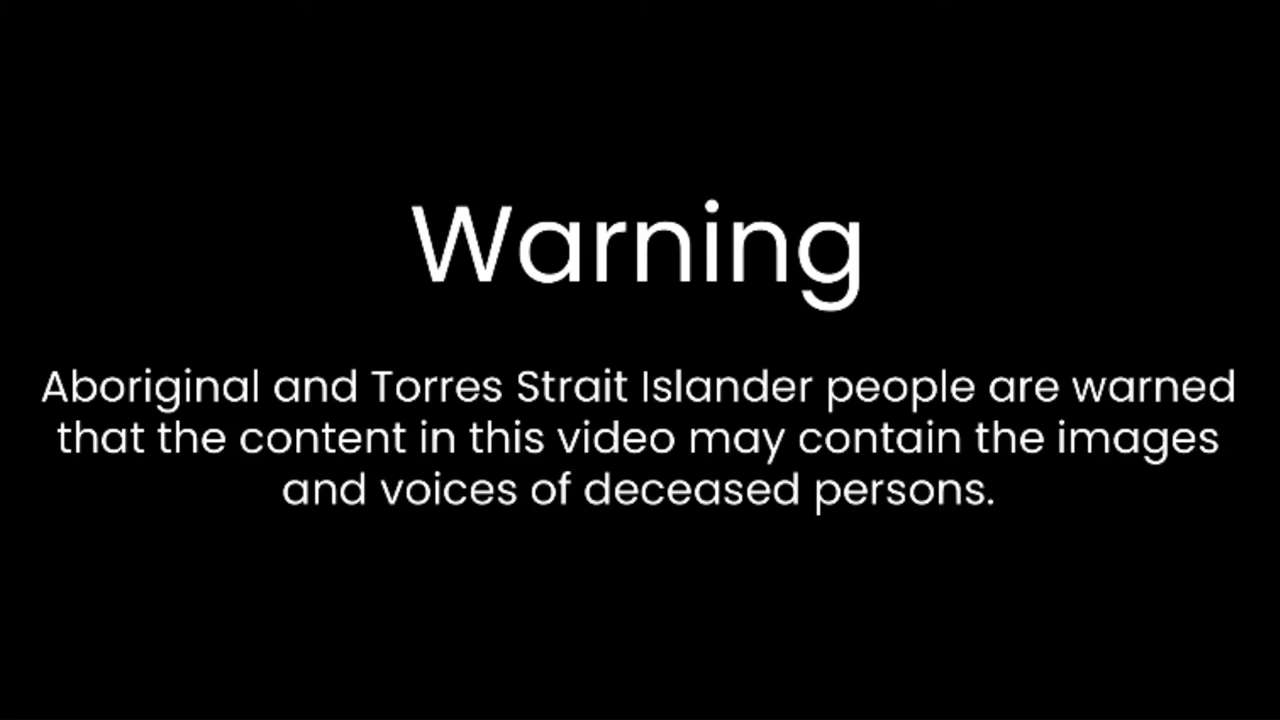 Warning
Aboriginal and Torres Strait Islander people are warned
that the content in this video may contain the images
and voices of deceased persons.